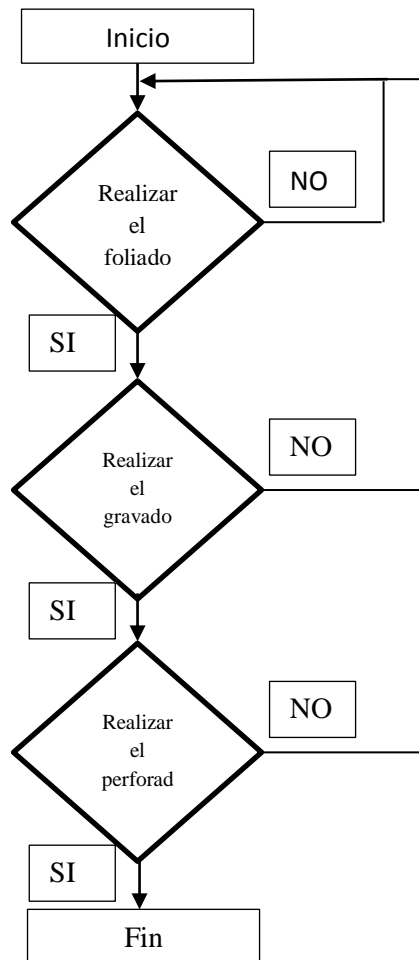 Inicio
Realizar
el
foliado
NO
SI
Realizar
el
gravado
NO
SI
Realizar
el
perforad
NO
SI
Fin